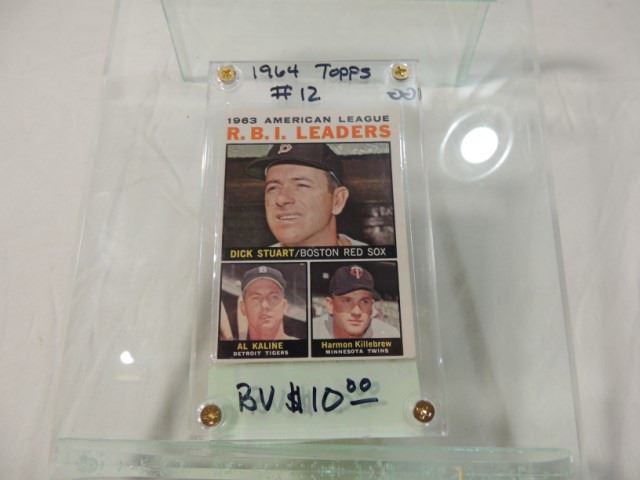 1964 Topps
#12
1963 AMERICAN LEAGUE
R. B. I. LEADERS
DICK STUART/BOSTON RED SOX
AL KALINE
DETROIT TIGERS
Harmon Killebrew
MINNESOTA TWINS
BV $10.00